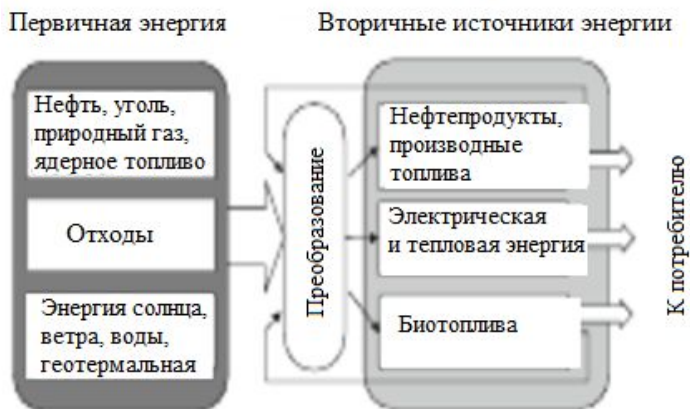 Первичная энергия
Вторичные источники энергии
Нефть, уголь,
природный газ,
ядерное топливо
Отходы
Энергия солнца,
ветра, воды,
геотермальная
Преобразование
Нефтепродукты,
производные
топлива
Электрическая
и тепловая энергия
Биотоплива
К потребителю